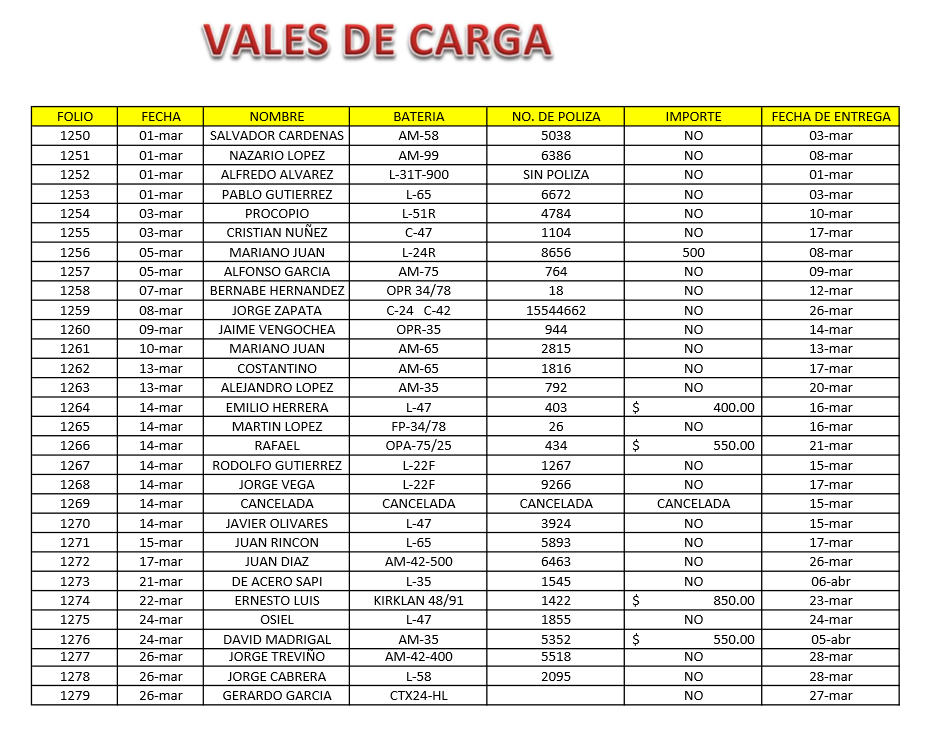 VALES DE CARGA
FOLIO FECHA NOMBRE BATERIA NO. DE POLIZA IMPORTE FECHA DE ENTREGA
1250 01-mar SALVADOR CARDENAS AM-58 5038 NO 03-mar
1251 01-mar NAZARIO LOPEZ AM-99 6386 NO 08-mar
1252 01-mar ALFREDO ALVAREZ L-31T-900 SIN POLIZA NO 01-mar
1253 01-mar PABLO GUTIERREZ L-65 6672 NO 03-mar
1254 03-mar PROCOPIO L-51R 4784 NO 10-mar
1255 03-mar CRISTIAN NUÑEZ C-47 1104 NO 17-mar
1256 05-mar MARIANO JUAN L-24R 8656 500 08-mar
1257 05-mar ALFONSO GARCIA AM-75 764 NO 09-mar
1258 07-mar BERNABE HERNANDEZ OPR 34/78 18 NO 12-mar
1259 08-mar JORGE ZAPATA C-24 C-42 15544662 NO 26-mar
1260 09-mar JAIME VENGOCHEA OPR-35 944 NO 14-mar
1261 10-mar MARIANO JUAN AM-65 2815 NO 13-mar
1262 13-mar COSTANTINO AM-65 1816 NO 17-mar
1263 13-mar ALEJANDRO LOPEZ AM-35 792 NO 20-mar
1264 14-mar EMILIO HERRERA L-47 403 $ 400.00 16-mar
1265 14-mar MARTIN LOPEZ FP-34/78 26 NO 16-mar
1266 14-mar RAFAEL OPA-75/25 434 $ 550.00 21-mar
1267 14-mar RODOLFO GUTIERREZ L-22F 1267 NO 15-mar
1268 14-mar JORGE VEGA L-22F 9266 NO 17-mar
1269 14-mar CANCELADA CANCELADA CANCELADA CANCELADA 15-mar
1270 14-mar JAVIER OLIVARES L-47 3924 NO 15-mar
1271 15-mar JUAN RINCON L-65 5893 NO 17-mar
1272 17-mar JUAN DIAZ AM-42-500 6463 NO 26-mar
1273 21-mar DE ACERO SAPI L-35 1545 NO 06-abr
1274 22-mar ERNESTO LUIS KIRKLAN 48/91 1422 $ 850.00 23-mar
1275 24-mar OSIEL L-47 1855 NO 24-mar
1276 24-mar DAVID MADRIGAL AM-35 5352 $ 550.00 05-abr
1277 26-mar JORGE TREVIÑO AM-42-400 5518 NO 28-mar
1278 26-mar JORGE CABRERA L-58 2095 NO 28-mar
1279 26-mar GERARDO GARCIA CTX24-HL NO 27-mar